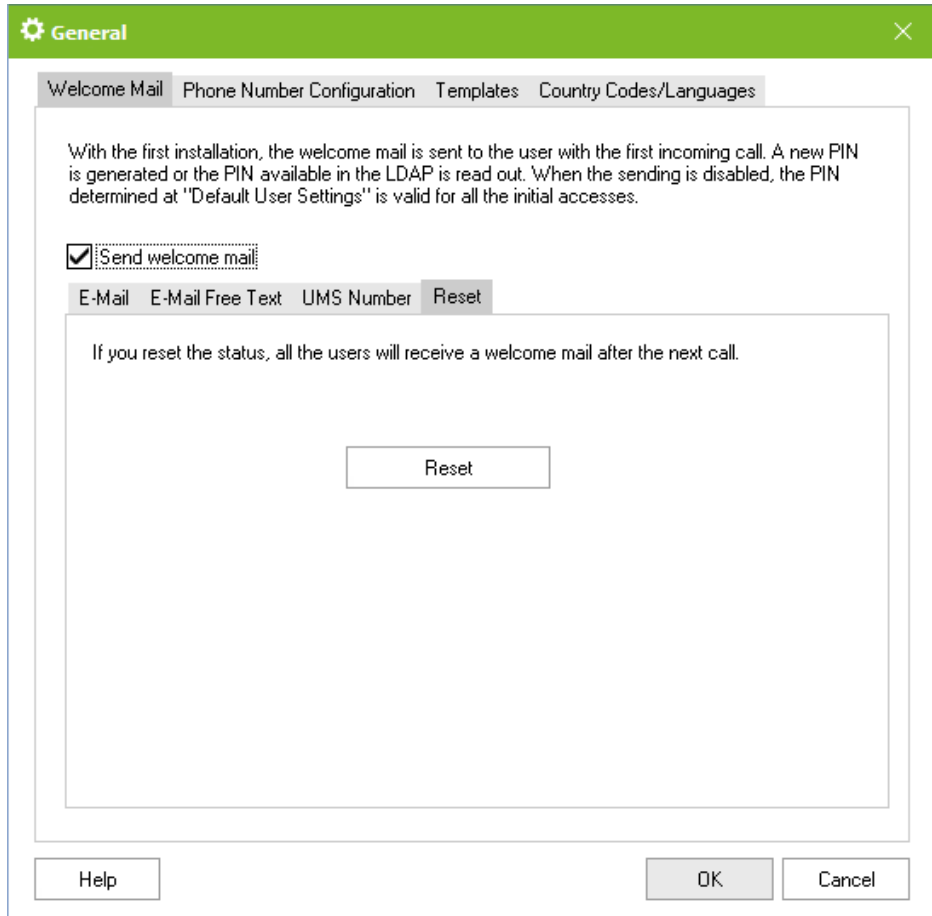 General
Welcome Mail Phone Number Configuration Templates Country Codes/Languages
With the first installation, the welcome mail is sent to the user with the first incoming call. A new PIN
is generated or the PIN available in the LDAP is read out. When the sending is disabled, the PIN
determined at "Default User Settings" is valid for all the initial accesses.
Send welcome mail
E-Mail E-Mail Free Text UMS Number Reset
If you reset the status, all the users will receive a welcome mail after the next call.
Reset
Help OK Cancel